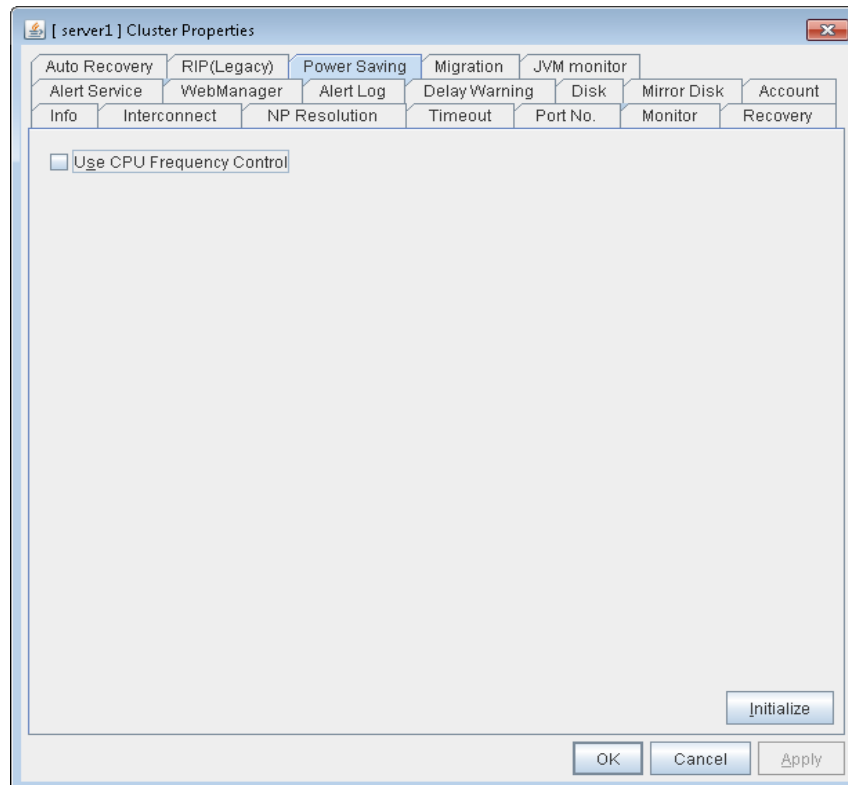 [ server1 ] Cluster Properties
Auto Recovery RIP(Legacy) Power Saving Migration JVM monitor
Alert Service WebManager Alert Log Delay Warning Disk Mirror Disk Account
Info Interconnect NP Resolution Timeout Port No. Monitor Recovery
Use CPU Frequency Control
Initialize
OK Cancel Apply